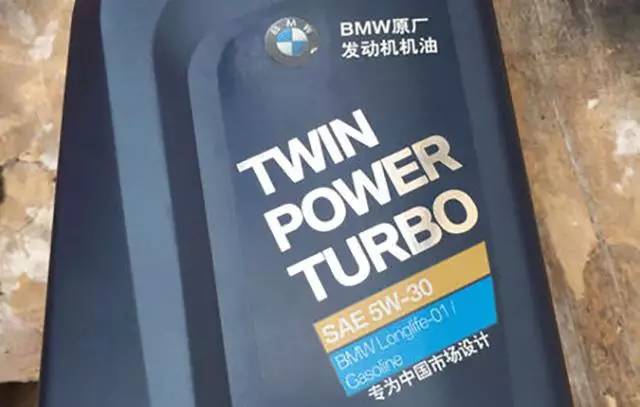 BMW
BMW原厂
发动机机油
TWIN
POWER
TURBO
SAE 5W-30
BMW Longlife-01 /
Gasoline
专为中国市场设计